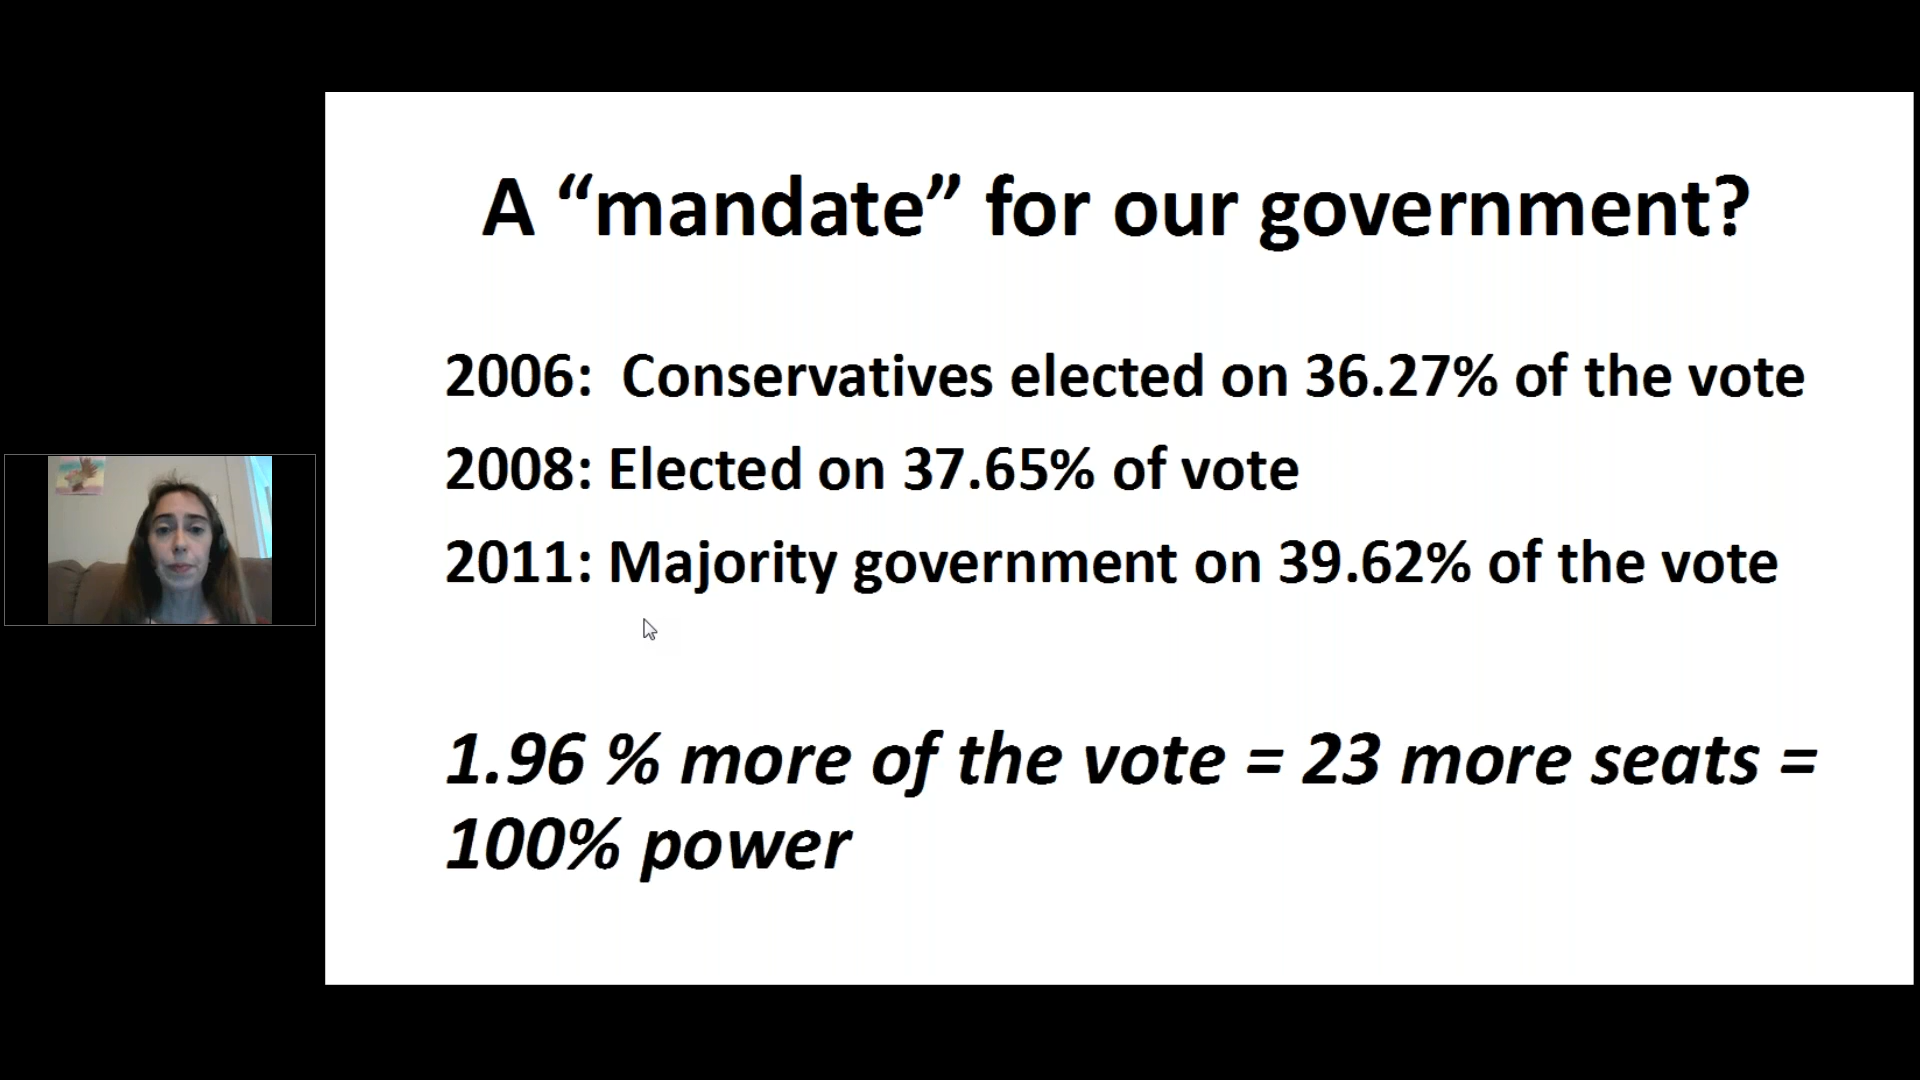 A “mandate” for our government?
2006:  Conservatives elected on 36.27% of the vote
2008: Elected on 37.65% of vote
2011: Majority government on 39.62% of the vote
1.96 % more of the vote = 23 more seats =
100% power